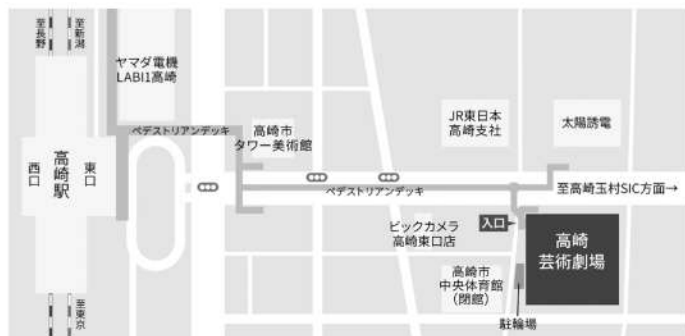 至長野
至新潟
ヤマダ電機
LABI1高崎
ペデストリアンデッキ
高崎市
タワー美術館
JR東日本
高崎支社
太陽誘電
西口
高崎駅
東口
ペデストリアンデッキ
至高崎玉村SIC方面→
ビックカメラ
高崎東口店
入口
高崎
芸術劇場
高崎市
中央体育館
（閉館）
駐輪場
至東京